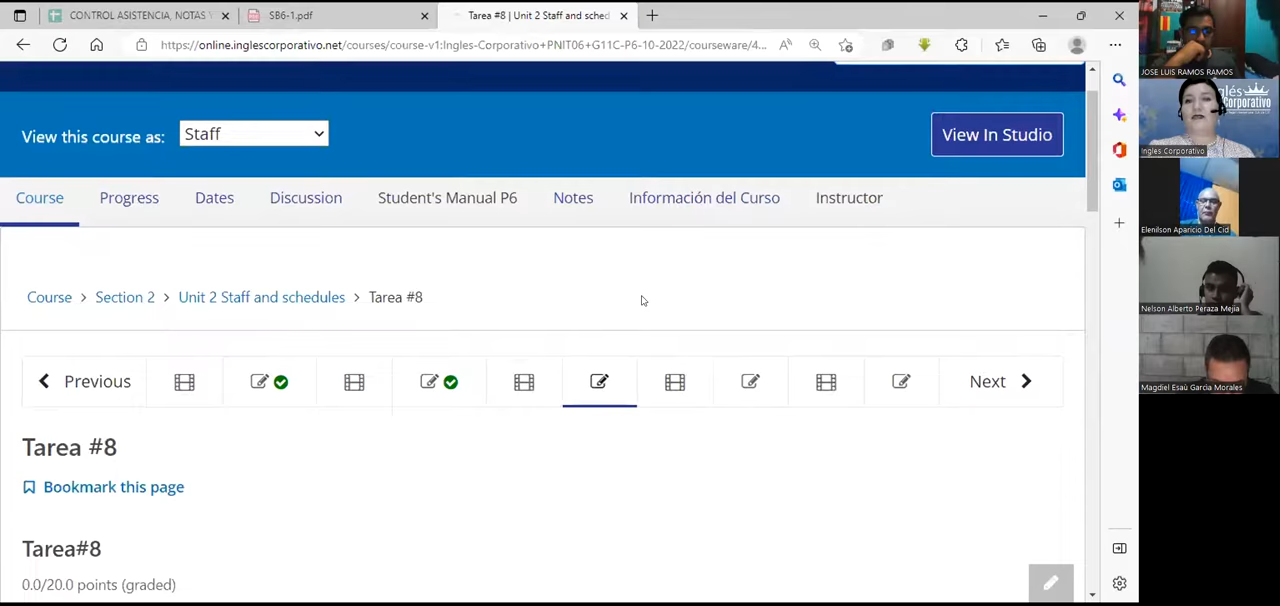 CONTROL ASISTENCIA, NOTAS Y
SB6-1.pdf
Tarea #8 | Unit 2 Staff and sched
https://online.inglescorporativo.net/courses/course-v1:Ingles-Corporativo+PNIT06+G11C-P6-10-2022/courseware/4...
View this course as:
Staff
View In Studio
Course
Progress
Dates
Discussion
Student's Manual P6
Notes
Información del Curso
Instructor
Course > Section 2 > Unit 2 Staff and schedules > Tarea #8
Previous
Next
Tarea #8
Bookmark this page
Tarea#8
0.0/20.0 points (graded)
JOSE LUIS RAMOS RAMOS
Ingles Corporativo
Elenilson Aparicio Del Cid
Nelson Alberto Peraza Mejía
Magdiel Esaú Garcia Morales